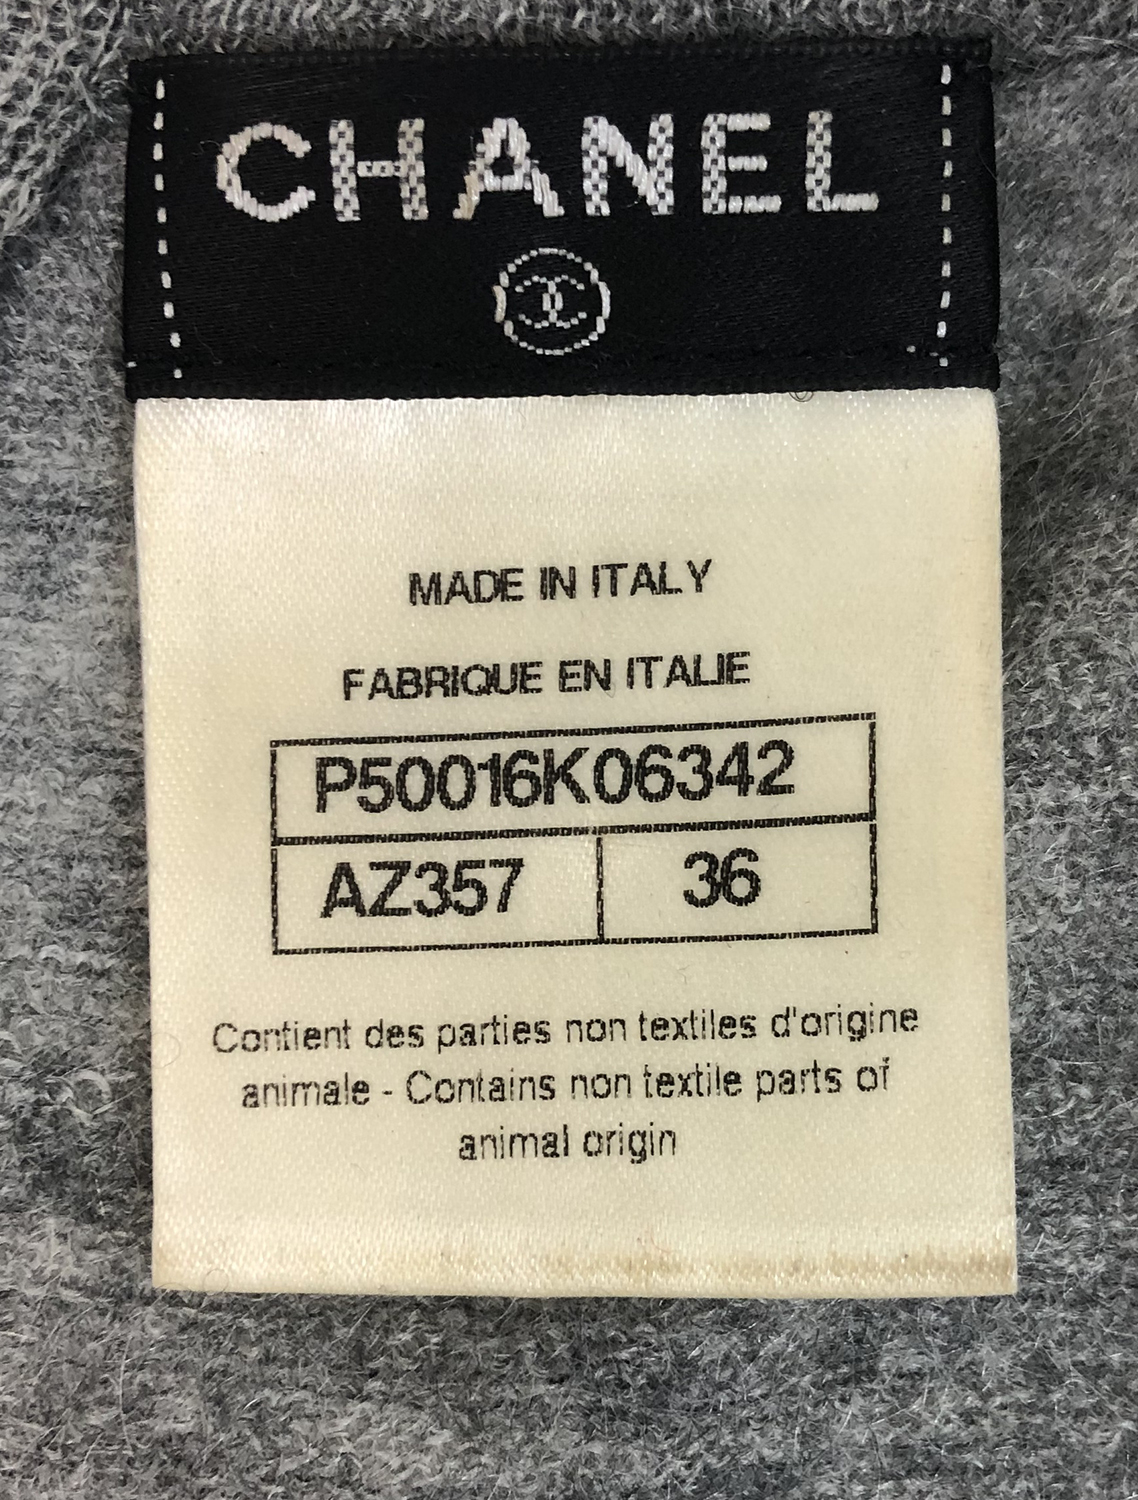 CHANEL
MADE IN ITALY
FABRIQUE EN ITALIE
P50016K06342
AZ357 36
Contient des parties non textiles d'origine
animale - Contains non textile parts of
animal origin